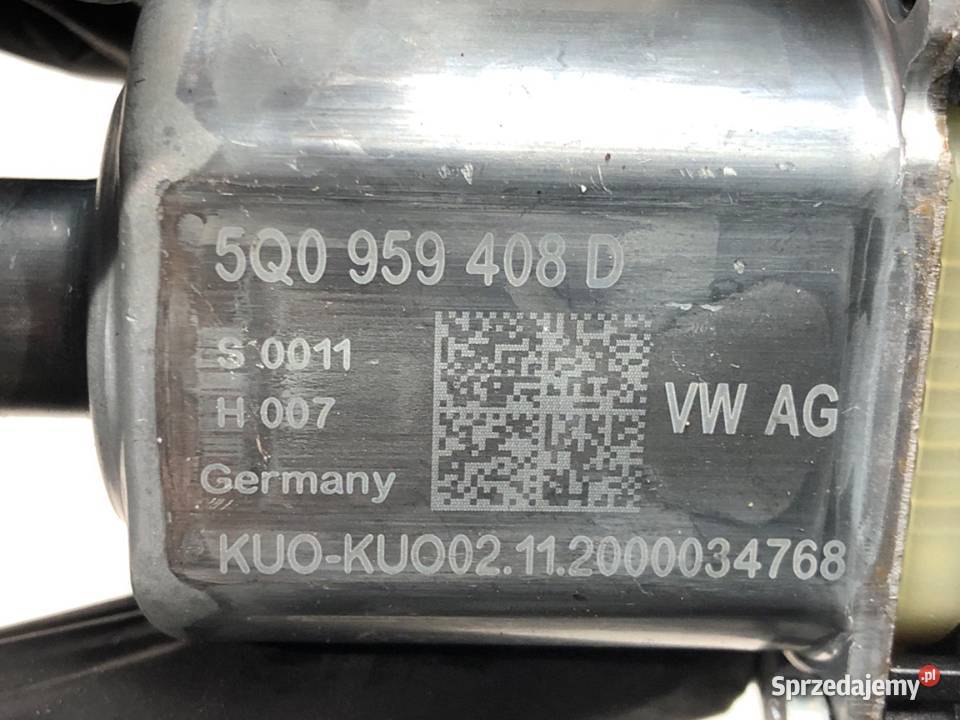 5Q0 959 408 D
S 0011
H 007
VW AG
Germany
KUO-KUO02.11.2000034768
Sprzedajemy.pl